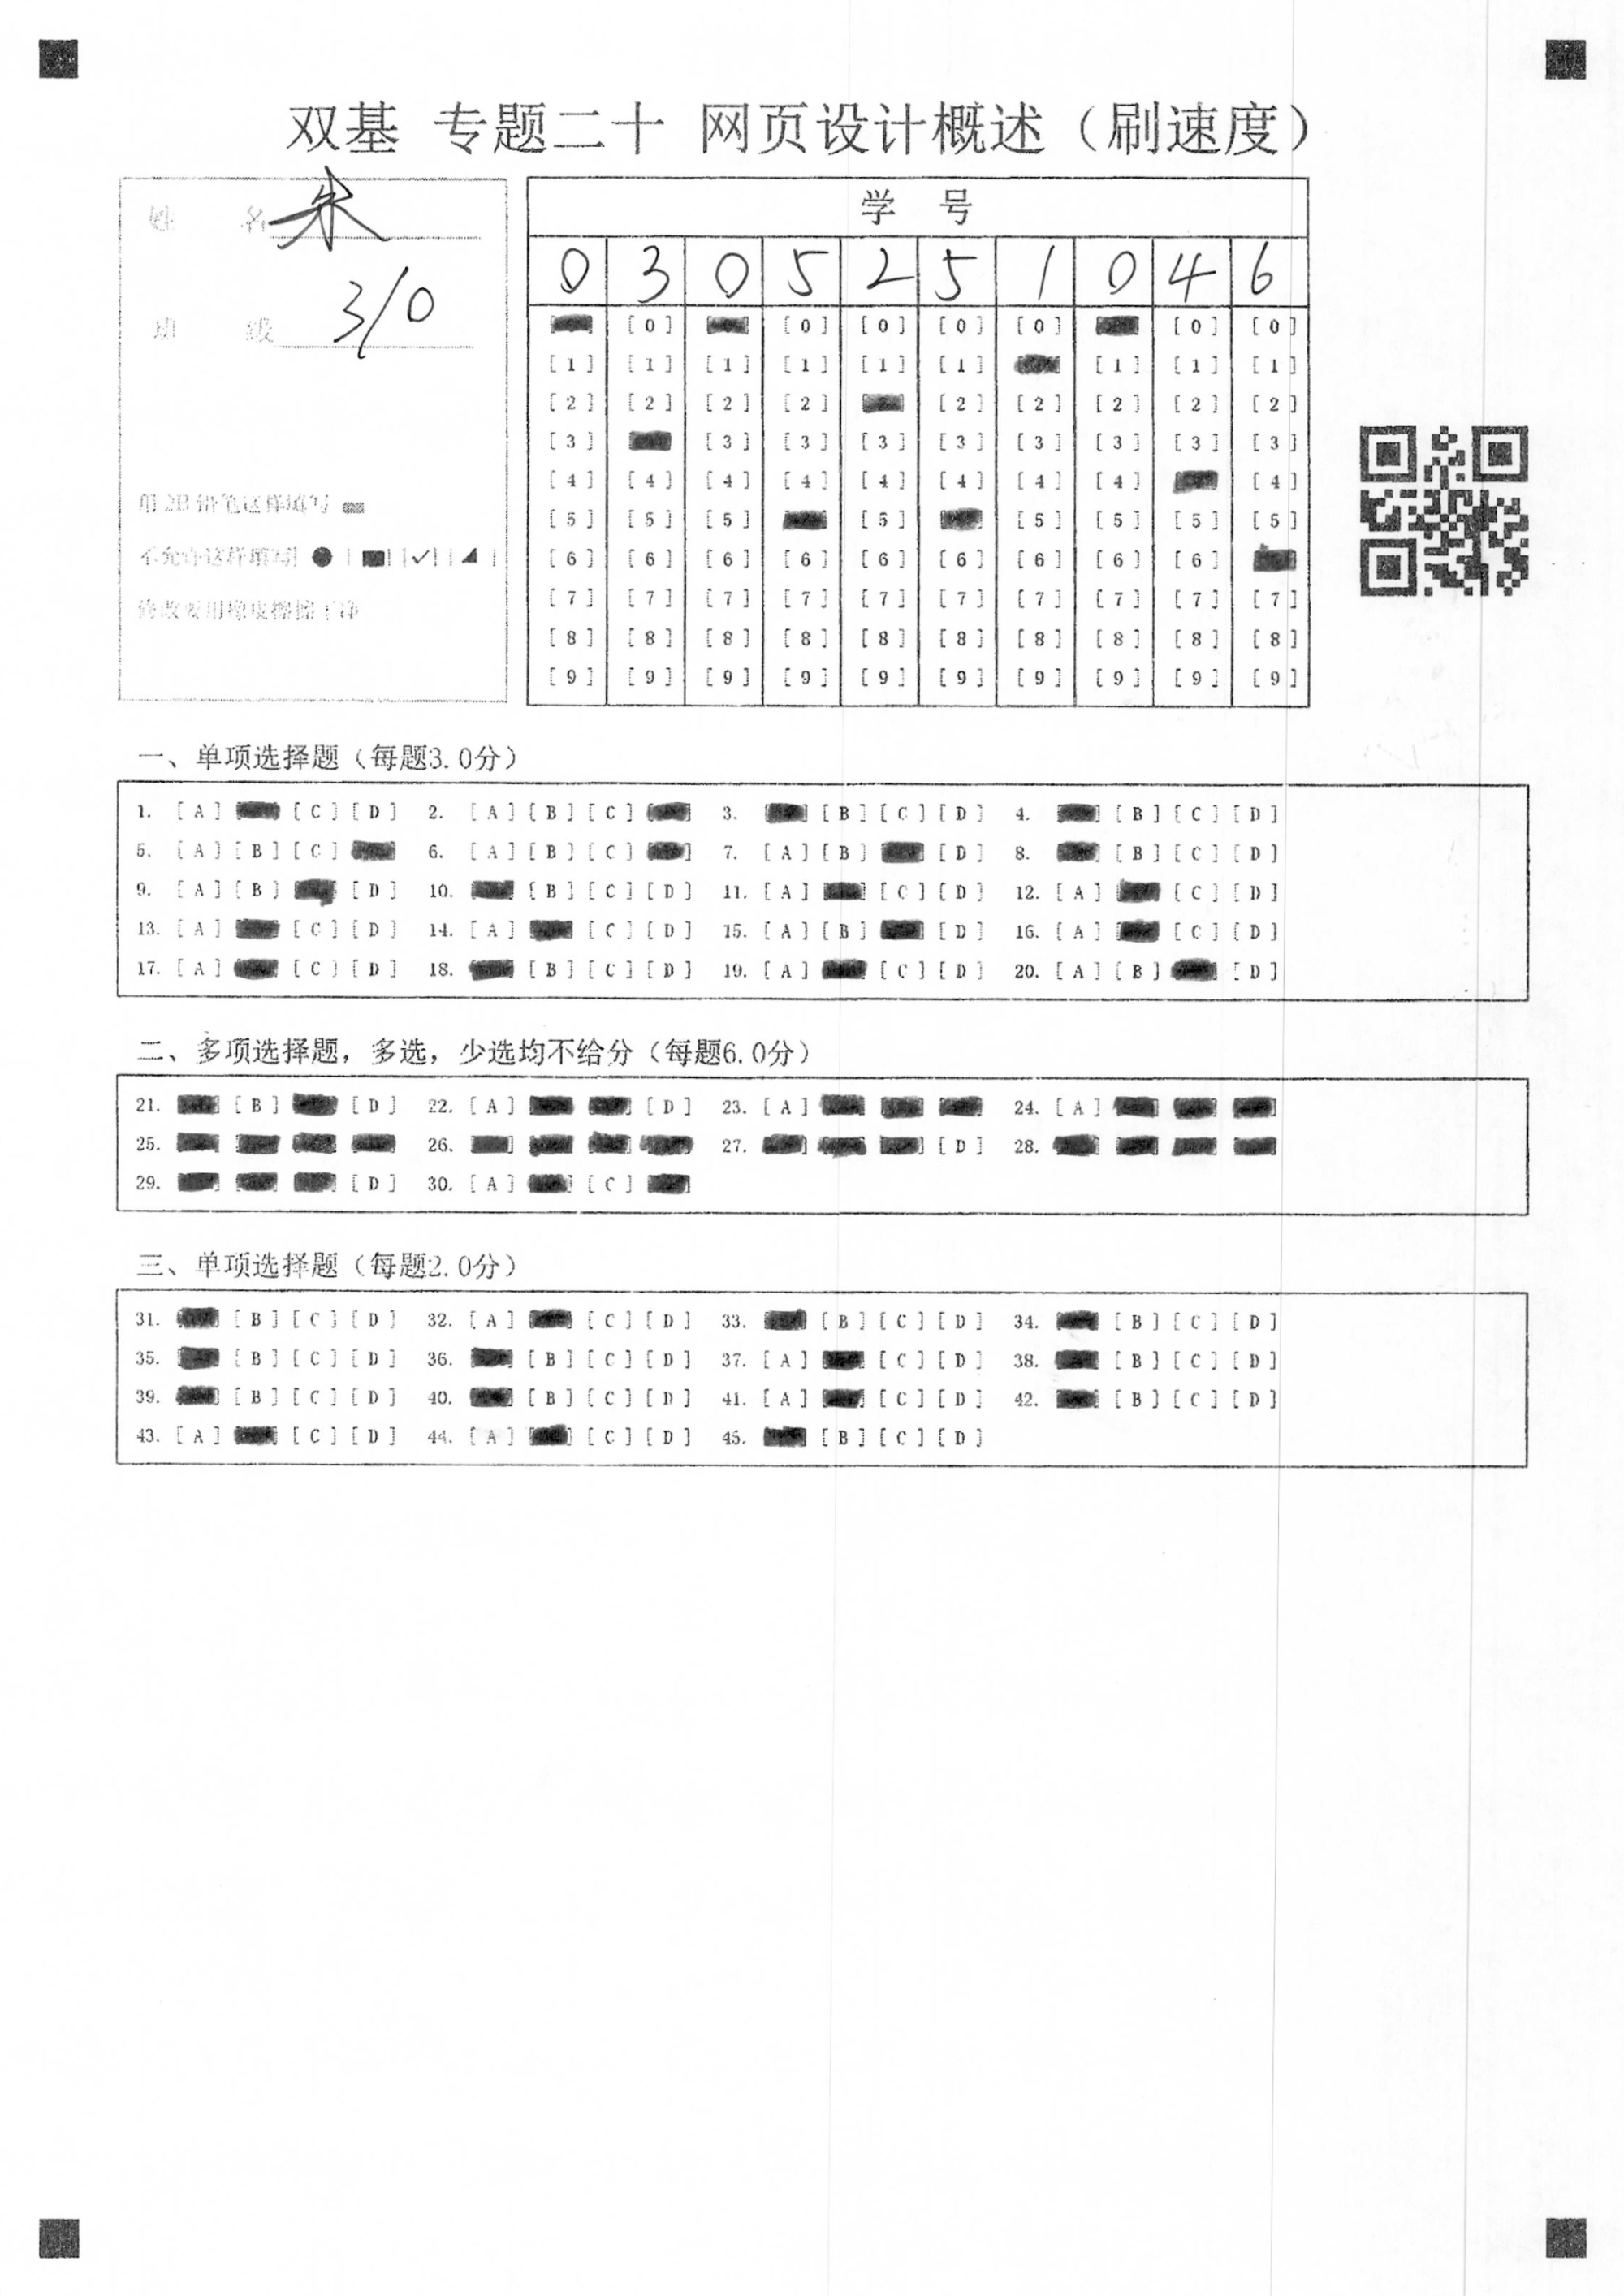 双基 专题二十 网页设计概述（刷速度）
姓 名 朱
班 级 310
用2B铅笔这样填写
不允许这样填写
修改要用橡皮擦擦干净
学 号
0 3 0 5 2 5 1 0 4 6
[0] [0] [0] [0] [0] [0] [0]
[1] [1] [1] [1] [1] [1] [1] [1] [1]
[2] [2] [2] [2] [2] [2] [2] [2] [2]
[3] [3] [3] [3] [3] [3] [3] [3] [3]
[4] [4] [4] [4] [4] [4] [4] [4] [4]
[5] [5] [5] [5] [5] [5] [5] [5]
[6] [6] [6] [6] [6] [6] [6] [6] [6]
[7] [7] [7] [7] [7] [7] [7] [7] [7] [7]
[8] [8] [8] [8] [8] [8] [8] [8] [8] [8]
[9] [9] [9] [9] [9] [9] [9] [9] [9] [9]
一、单项选择题（每题3.0分）
1. [A] [C] [D] 2. [A] [B] [C] 3. [B] [C] [D] 4. [B] [C] [D]
5. [A] [B] [C] 6. [A] [B] [C] 7. [A] [B] [D] 8. [B] [C] [D]
9. [A] [B] [D] 10. [B] [C] [D] 11. [A] [C] [D] 12. [A] [C] [D]
13. [A] [C] [D] 14. [A] [C] [D] 15. [A] [B] [D] 16. [A] [C] [D]
17. [A] [C] [D] 18. [B] [C] [D] 19. [A] [C] [D] 20. [A] [B] [D]
二、多项选择题，多选，少选均不给分（每题6.0分）
21. [B] [D] 22. [A] [D] 23. [A] 24. [A]
25. 26. 27. [D] 28.
29. [D] 30. [A] [C]
三、单项选择题（每题2.0分）
31. [B] [C] [D] 32. [A] [C] [D] 33. [B] [C] [D] 34. [B] [C] [D]
35. [B] [C] [D] 36. [B] [C] [D] 37. [A] [C] [D] 38. [B] [C] [D]
39. [B] [C] [D] 40. [B] [C] [D] 41. [A] [C] [D] 42. [B] [C] [D]
43. [A] [C] [D] 44. [A] [C] [D] 45. [B] [C] [D]